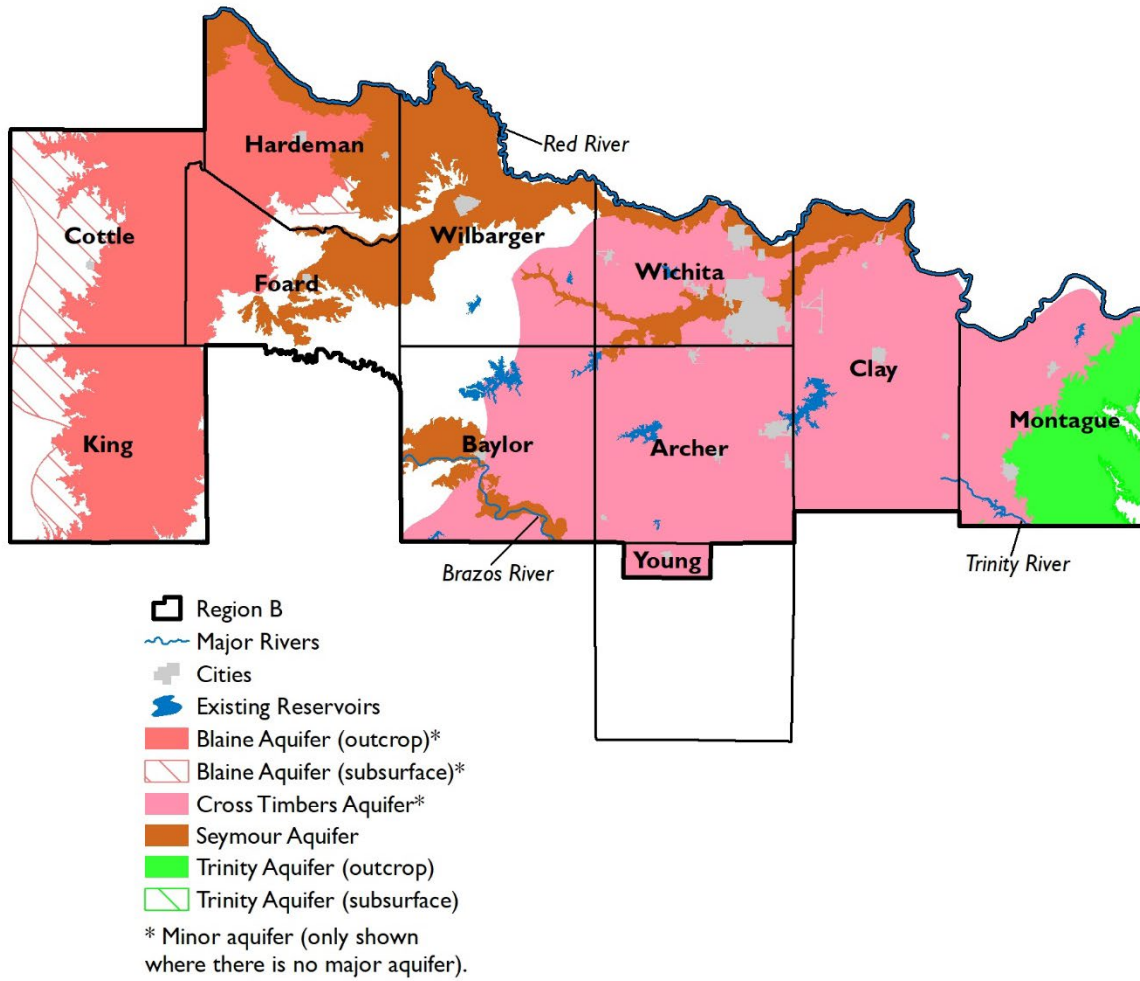 Red River
Hardeman
Cottle
Wilbarger
Foard
Wichita
Clay
King
Baylor
Archer
Montague
Young
Brazos River
Trinity River
Region B
Major Rivers
Cities
Existing Reservoirs
Blaine Aquifer (outcrop)*
Blaine Aquifer (subsurface)*
Cross Timbers Aquifer*
Seymour Aquifer
Trinity Aquifer (outcrop)
Trinity Aquifer (subsurface)
* Minor aquifer (only shown
where there is no major aquifer).